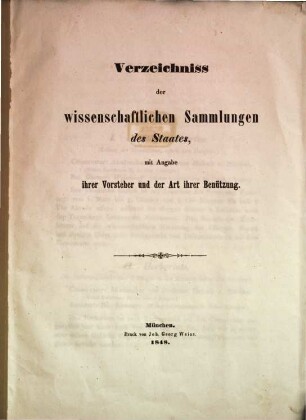 Verzeichniss
der
wissenschaftlichen Sammlungen
des Staates,
mit Angabe
ihrer Vorsteher und der Art ihrer Benützung.
München.
Druck von Joh. Georg Weiss.
1848.